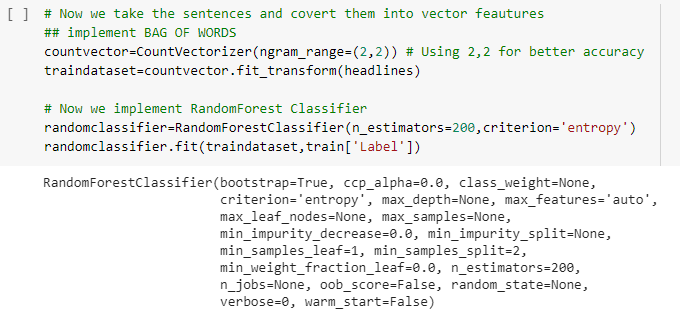 [ ] # Now we take the sentences and covert them into vector feautures
## implement BAG OF WORDS
countvector=CountVectorizer(ngram_range=(2,2)) # Using 2,2 for better accuracy
traindataset=countvector.fit_transform(headlines)
# Now we implement RandomForest Classifier
randomclassifier=RandomForestClassifier(n_estimators=200,criterion='entropy')
randomclassifier.fit(traindataset,train['Label'])
RandomForestClassifier(bootstrap=True, ccp_alpha=0.0, class_weight=None,
criterion='entropy', max_depth=None, max_features='auto',
max_leaf_nodes=None, max_samples=None,
min_impurity_decrease=0.0, min_impurity_split=None,
min_samples_leaf=1, min_samples_split=2,
min_weight_fraction_leaf=0.0, n_estimators=200,
n_jobs=None, oob_score=False, random_state=None,
verbose=0, warm_start=False)